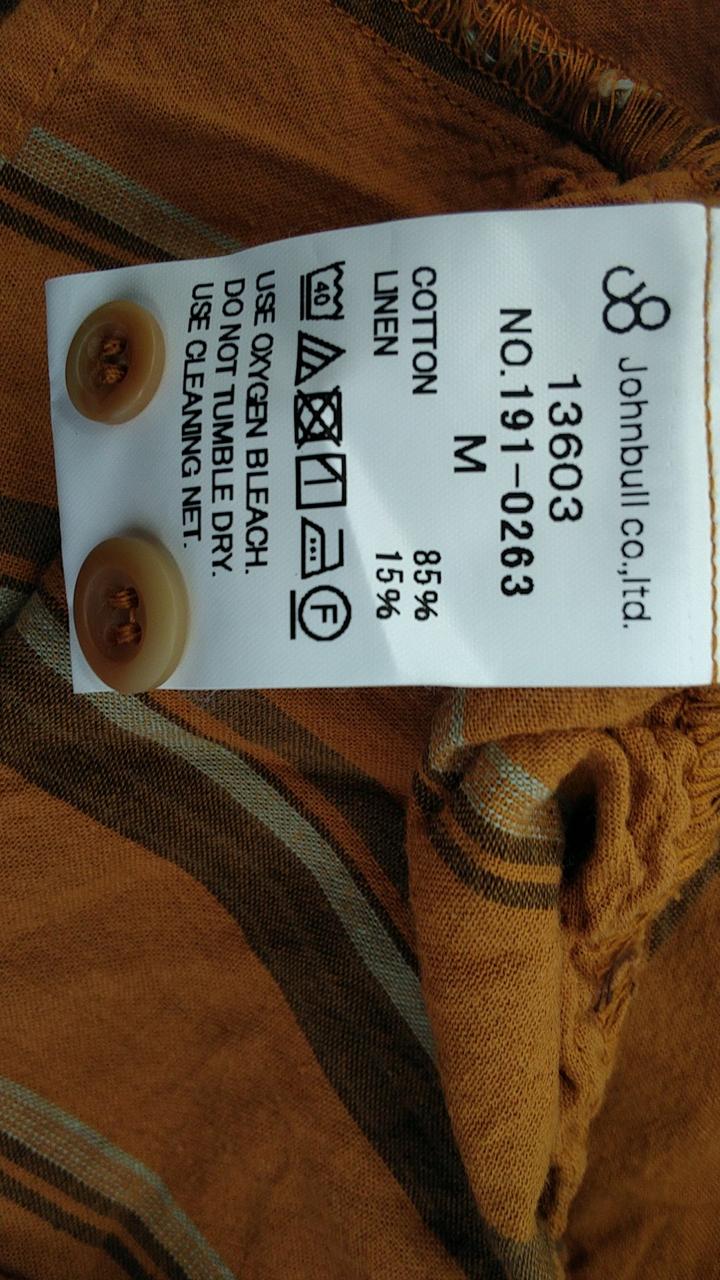 Johnbull co.,ltd.
13603
NO.191-0263
M
COTTON 85%
LINEN 15%
40
F
USE OXYGEN BLEACH.
DO NOT TUMBLE DRY.
USE CLEANING NET.